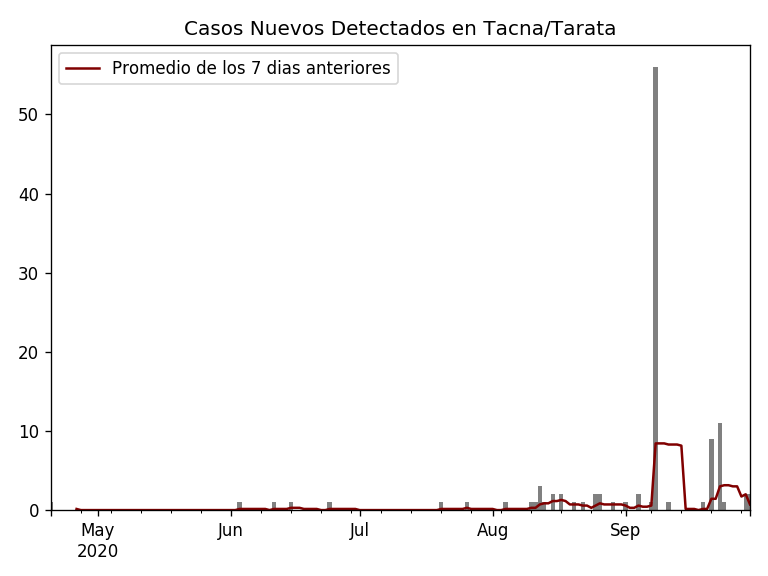 Casos Nuevos Detectados en Tacna/Tarata
Promedio de los 7 dias anteriores
50
40
30
20
10
0
May Jun Jul Aug Sep
2020